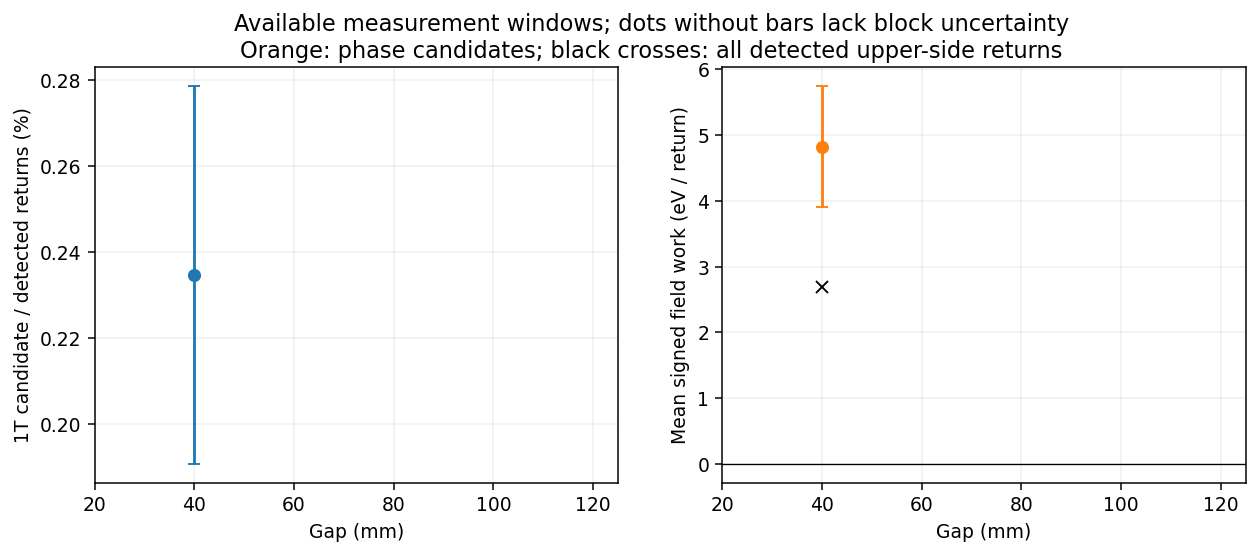 Available measurement windows; dots without bars lack block uncertainty
Orange: phase candidates; black crosses: all detected upper-side returns
1T candidate / detected returns (%)
0.28
0.26
0.24
0.22
0.20
20 40 60 80 100 120
Gap (mm)
Mean signed field work (eV / return)
6
5
4
3
2
1
0
20 40 60 80 100 120
Gap (mm)